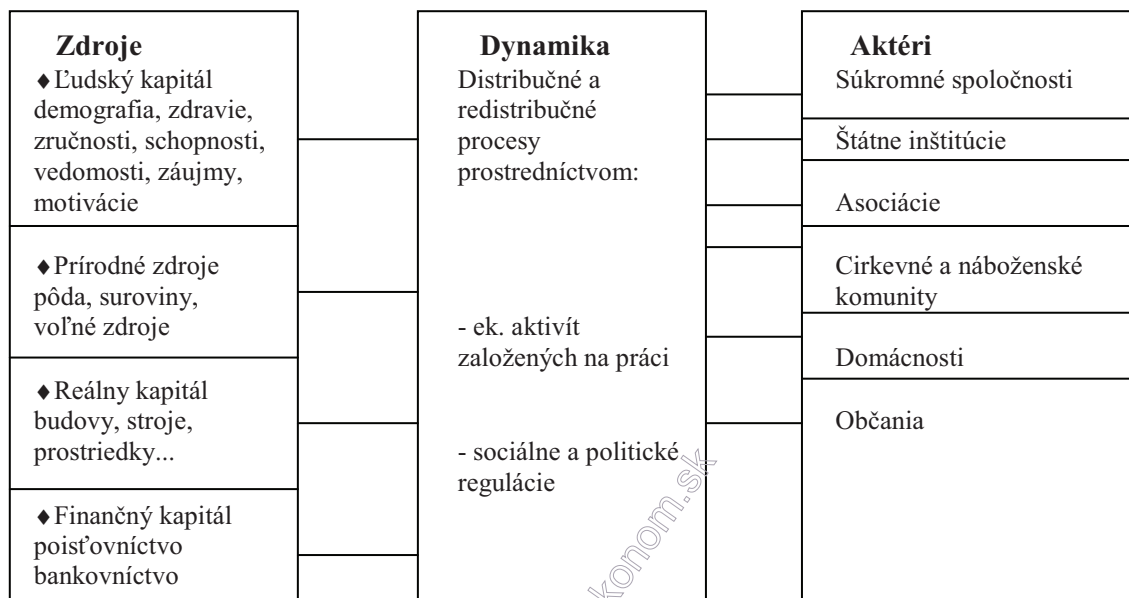 Zdroje
♦Ľudský kapitál
demografia, zdravie,
zručnosti, schopnosti,
vedomosti, záujmy,
motivácie
♦Prírodné zdroje
pôda, suroviny,
voľné zdroje
♦Reálny kapitál
budovy, stroje,
prostriedky...
♦Finančný kapitál
poisťovníctvo
bankovníctvo
Dynamika
Distribučné a
redistribučné
procesy
prostredníctvom:
- ek. aktivít
založených na práci
- sociálne a politické
regulácie
Aktéri
Súkromné spoločnosti
Štátne inštitúcie
Asociácie
Cirkevné a náboženské
komunity
Domácnosti
Občania
konom.sk